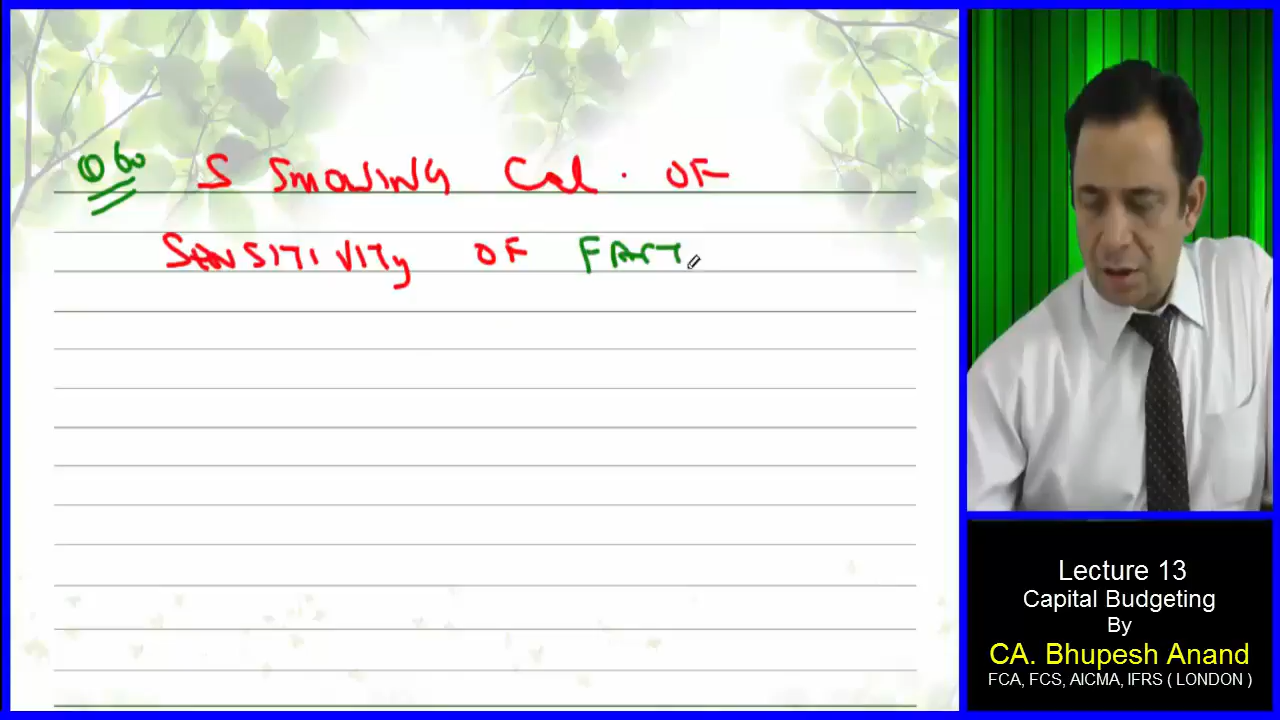 Q 60 S SHOWING Cal. OF
SENSITIVITY OF FACT
Lecture 13
Capital Budgeting
By
CA. Bhupesh Anand
FCA, FCS, AICMA, IFRS ( LONDON )